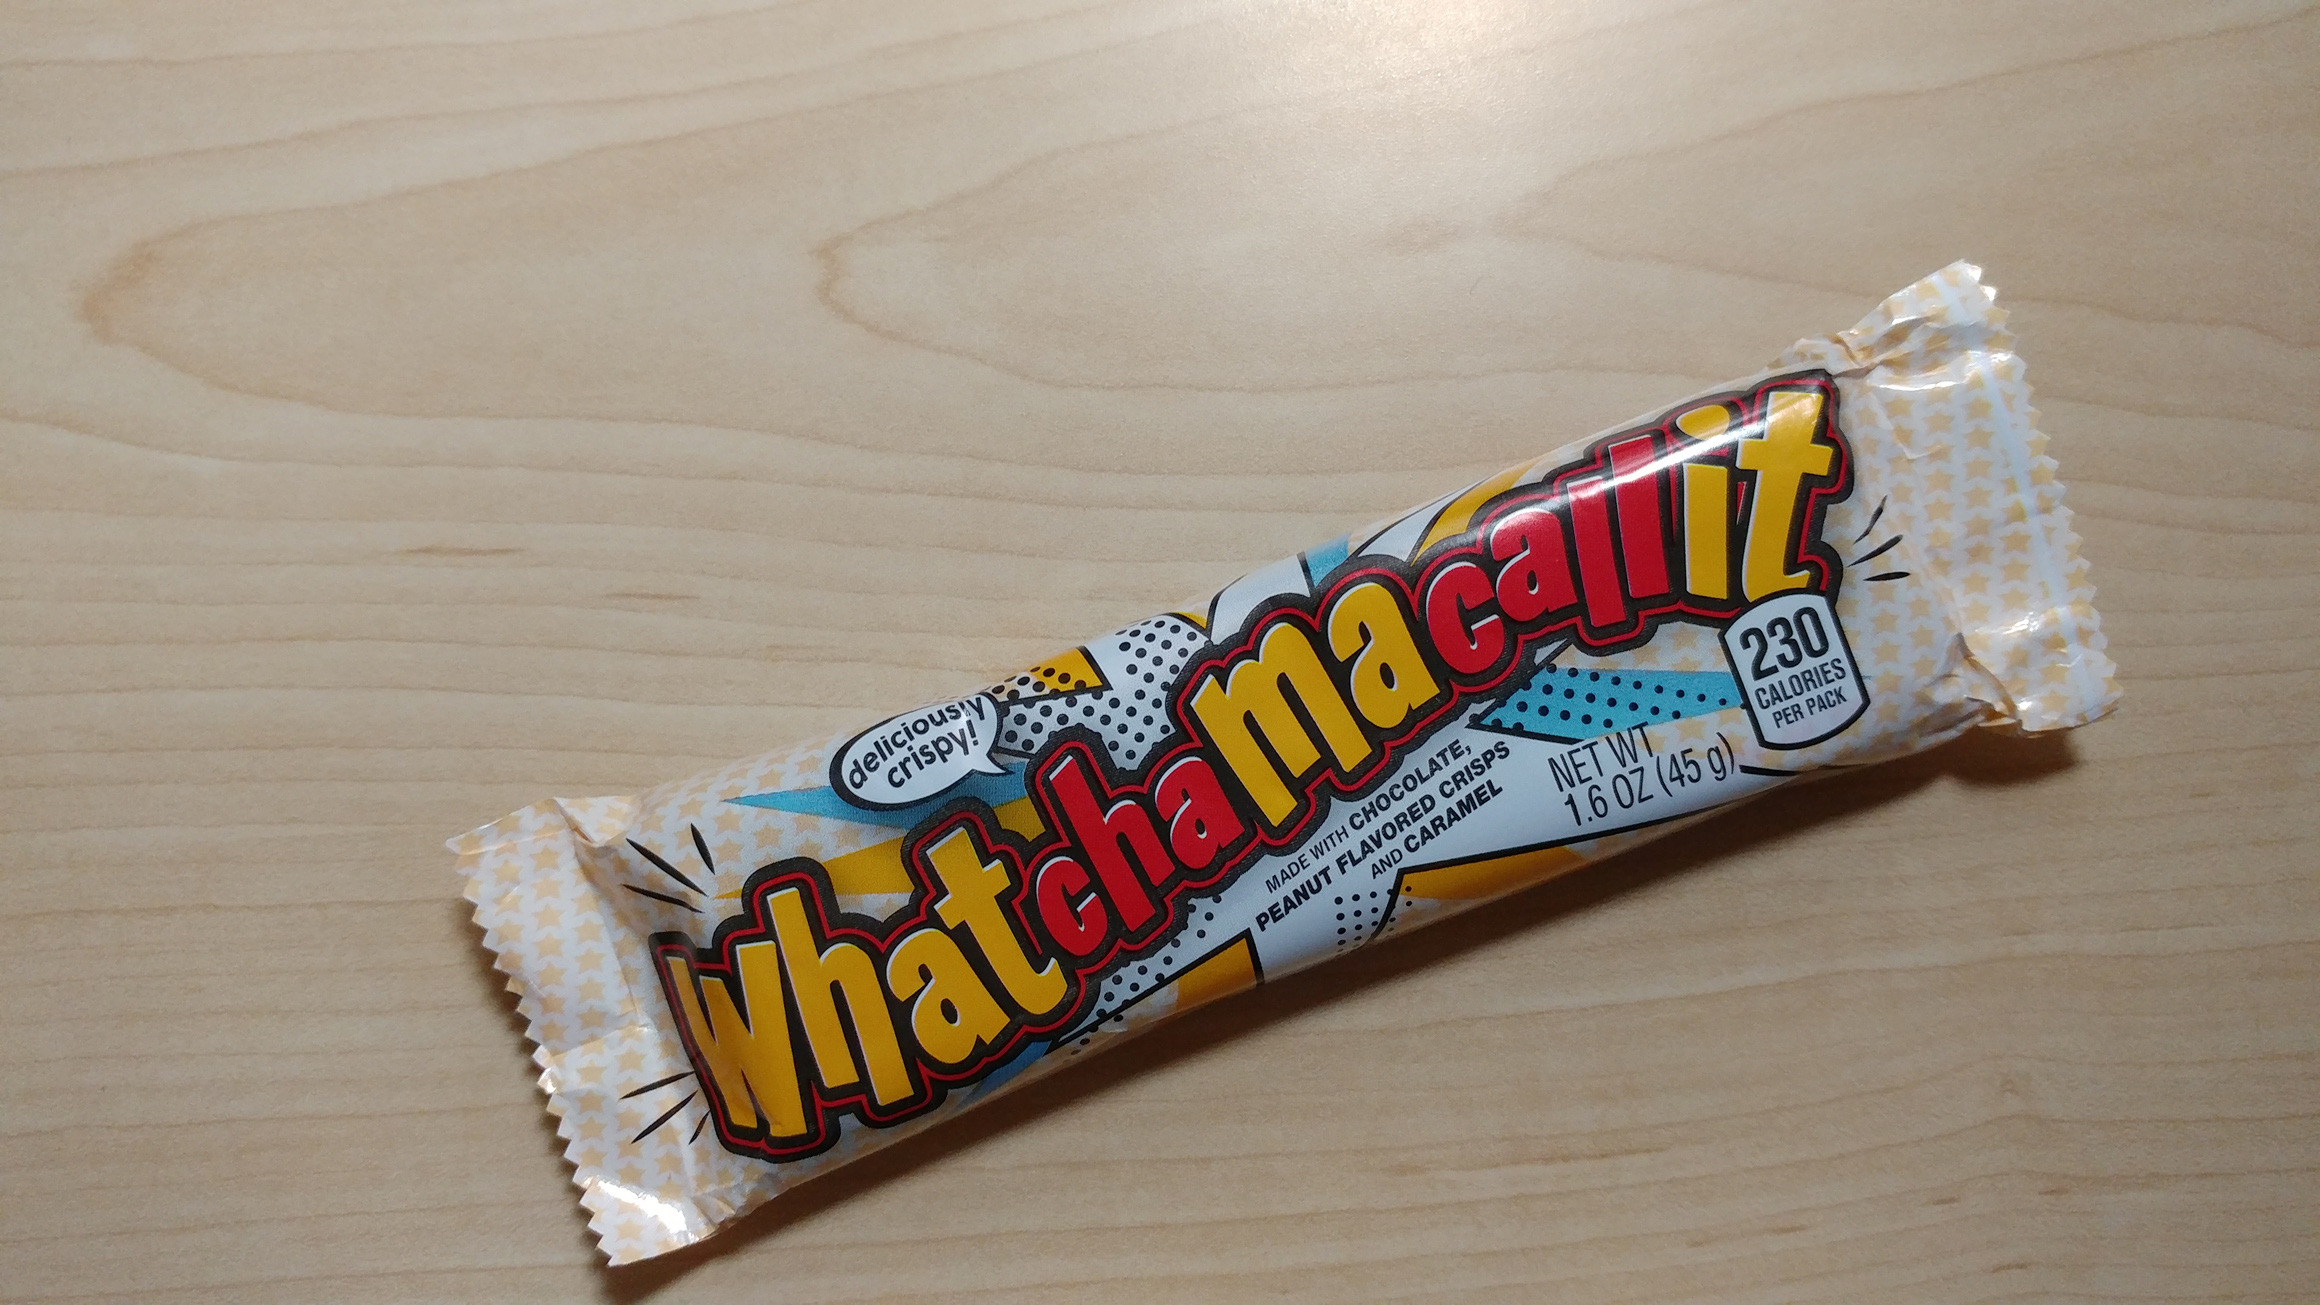 deliciously
crispy!
Whatchamacallit
MADE WITH CHOCOLATE,
PEANUT FLAVORED CRISPS
AND CARAMEL
NET WT
1.6 OZ (45 g)
230
CALORIES
PER PACK